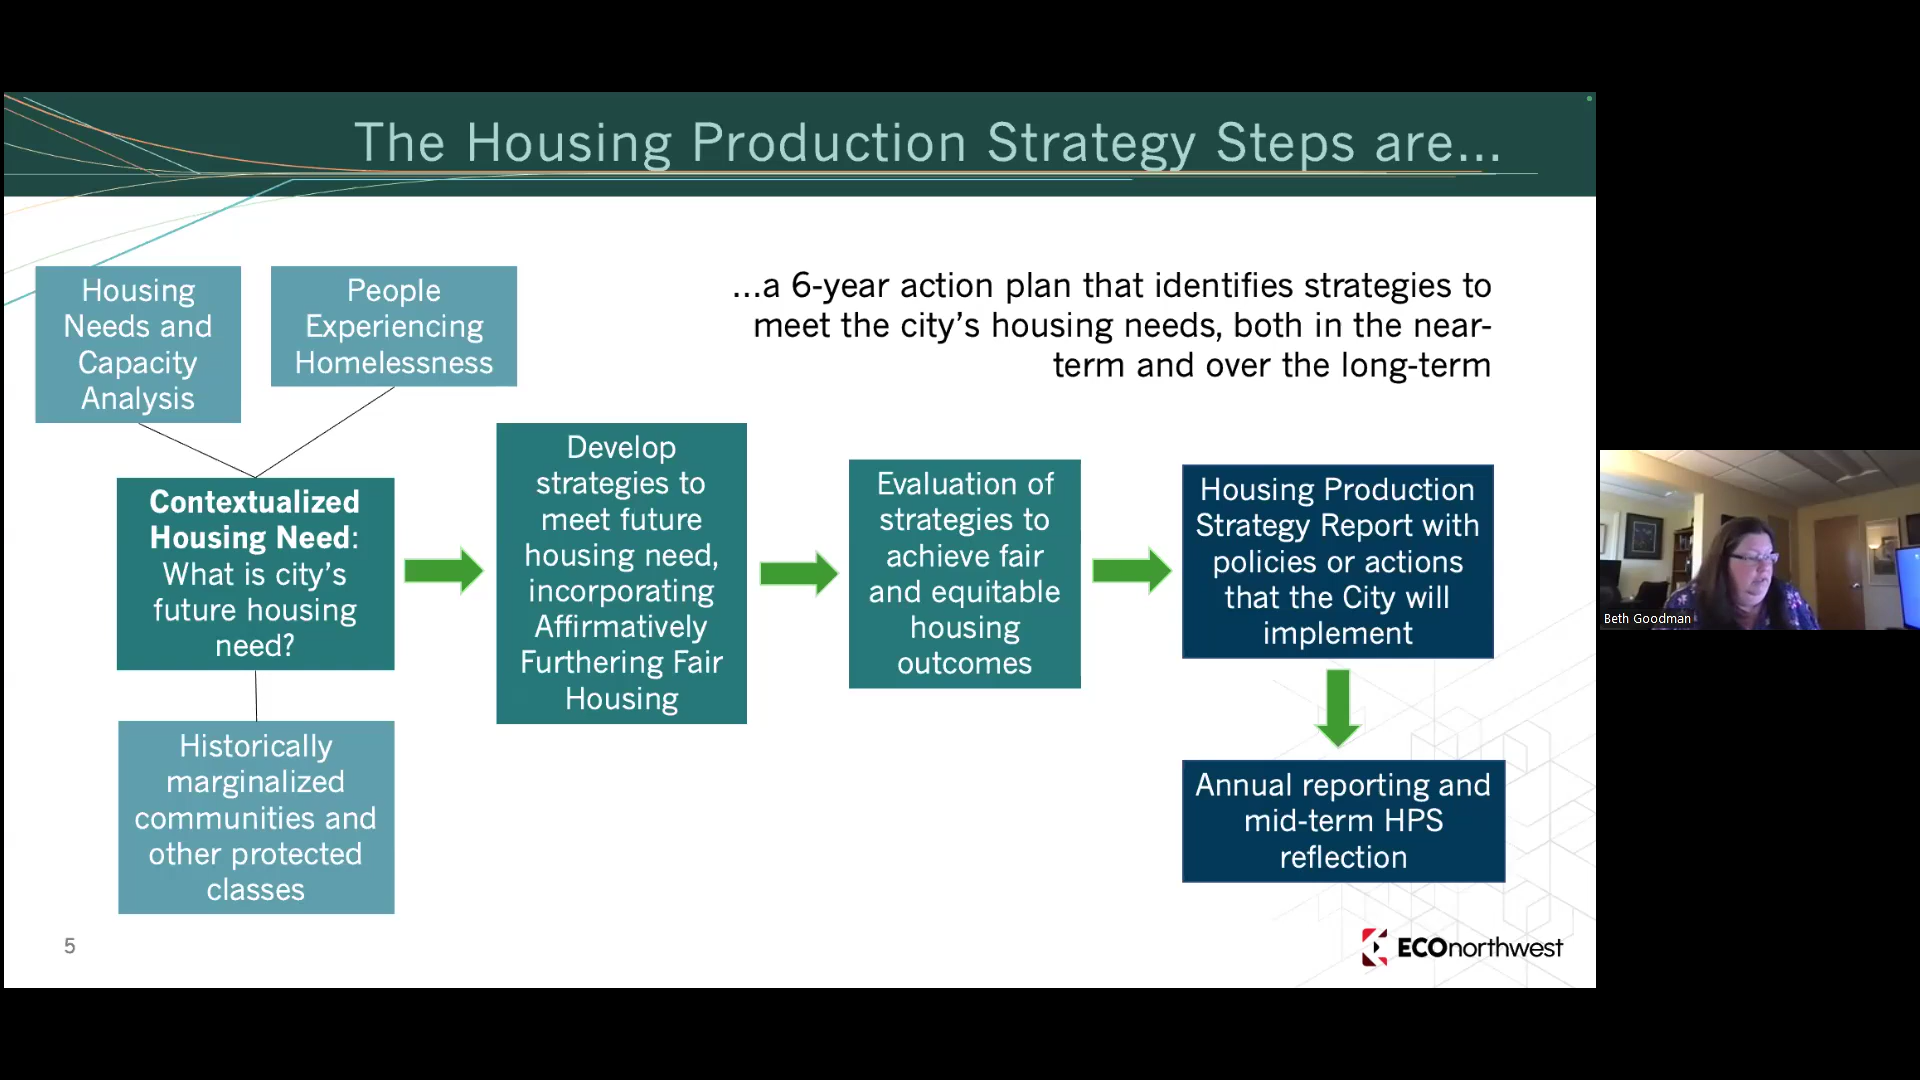 The Housing Production Strategy Steps are...
...a 6-year action plan that identifies strategies to
meet the city's housing needs, both in the near-
term and over the long-term
Housing
Needs and
Capacity
Analysis
People
Experiencing
Homelessness
Contextualized
Housing Need:
What is city's
future housing
need?
Historically
marginalized
communities and
other protected
classes
Develop
strategies to
meet future
housing need,
incorporating
Affirmatively
Furthering Fair
Housing
Evaluation of
strategies to
achieve fair
and equitable
housing
outcomes
Housing Production
Strategy Report with
policies or actions
that the City will
implement
Annual reporting and
mid-term HPS
reflection
5
ECOnorthwest
Beth Goodman